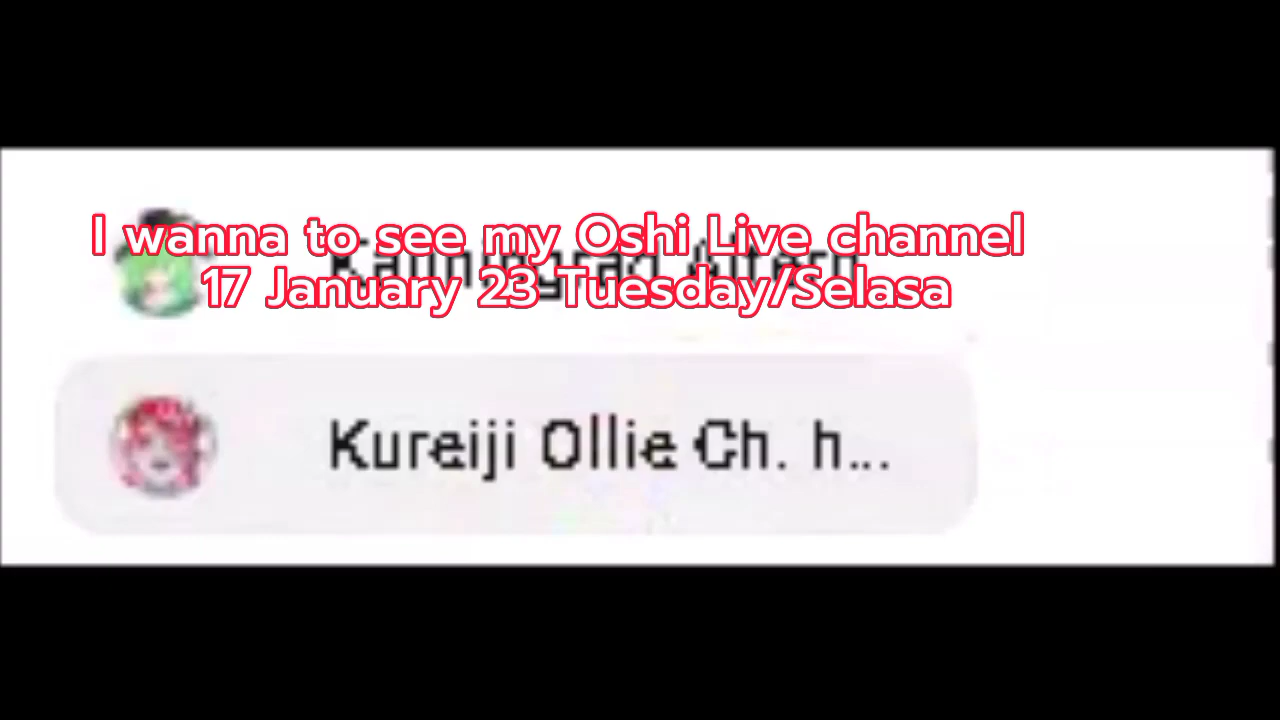 I wanna to see my Oshi Live channel
17 January 23 Tuesday/Selasa
Kureiji Ollie Ch. h...